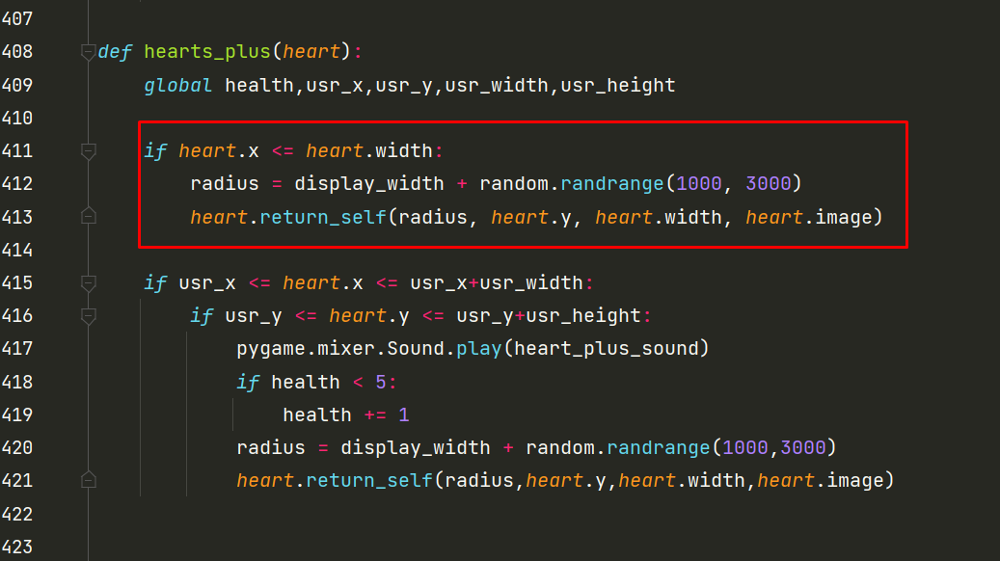 407
408 def hearts_plus(heart):
409     global health,usr_x,usr_y,usr_width,usr_height
410
411     if heart.x <= heart.width:
412         radius = display_width + random.randrange(1000, 3000)
413         heart.return_self(radius, heart.y, heart.width, heart.image)
414
415     if usr_x <= heart.x <= usr_x+usr_width:
416         if usr_y <= heart.y <= usr_y+usr_height:
417             pygame.mixer.Sound.play(heart_plus_sound)
418             if health < 5:
419                 health += 1
420             radius = display_width + random.randrange(1000,3000)
421             heart.return_self(radius,heart.y,heart.width,heart.image)
422
423